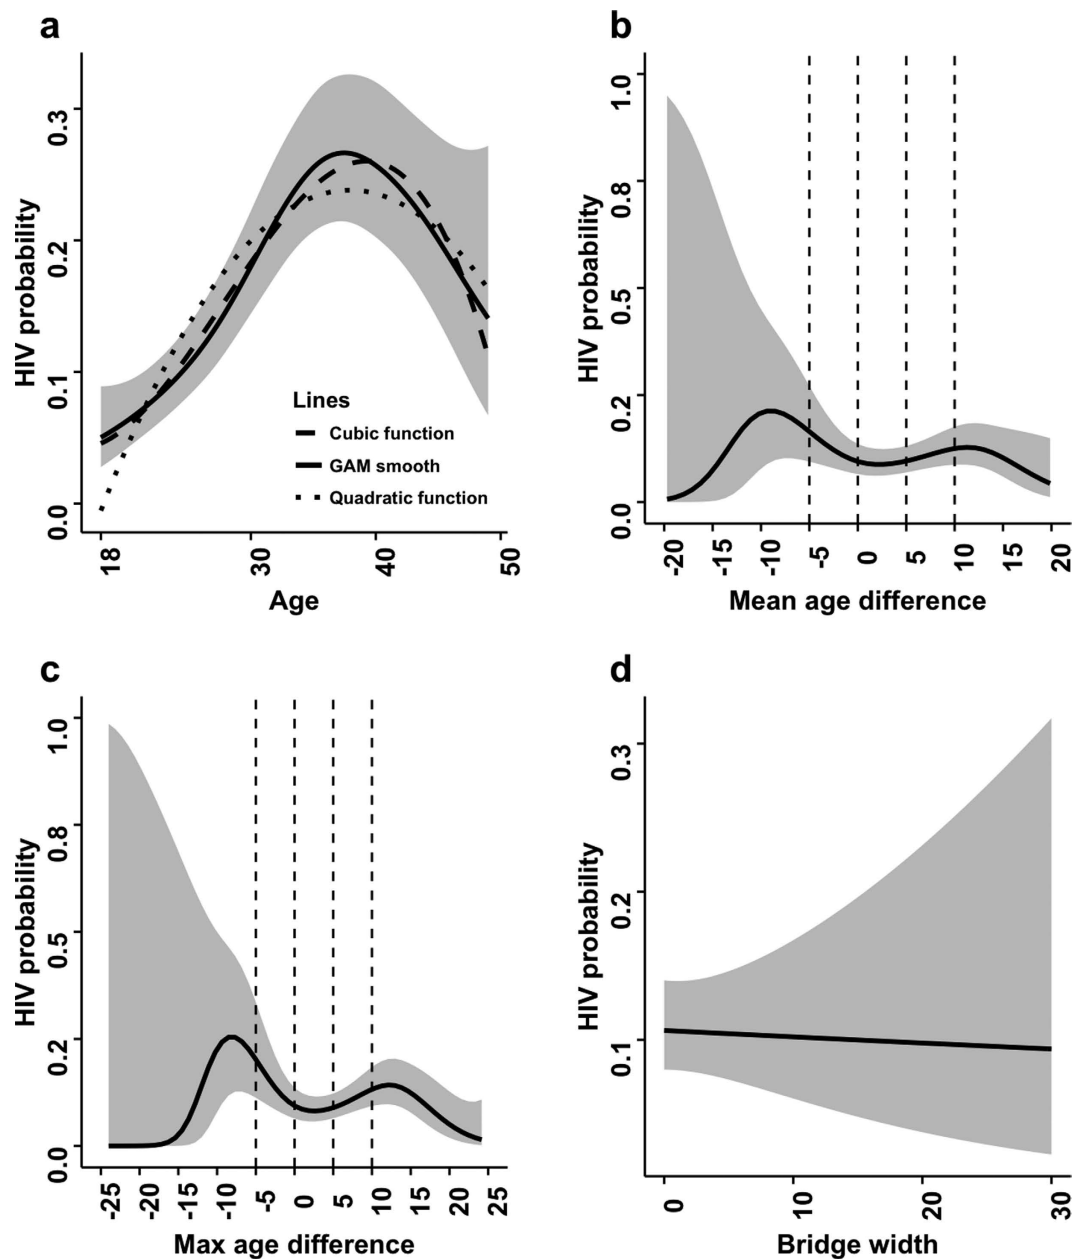 a
HIV probability
0.3
0.2
0.1
0.0
Lines
Cubic function
GAM smooth
Quadratic function
18
30
40
50
Age
b
HIV probability
1.0
0.8
0.5
0.2
0.0
-20
-15
-10
-5
0
5
10
15
20
Mean age difference
c
HIV probability
1.0
0.8
0.5
0.2
0.0
-25
-20
-15
-10
-5
0
5
10
15
20
25
Max age difference
d
HIV probability
0.3
0.2
0.1
0
10
20
30
Bridge width